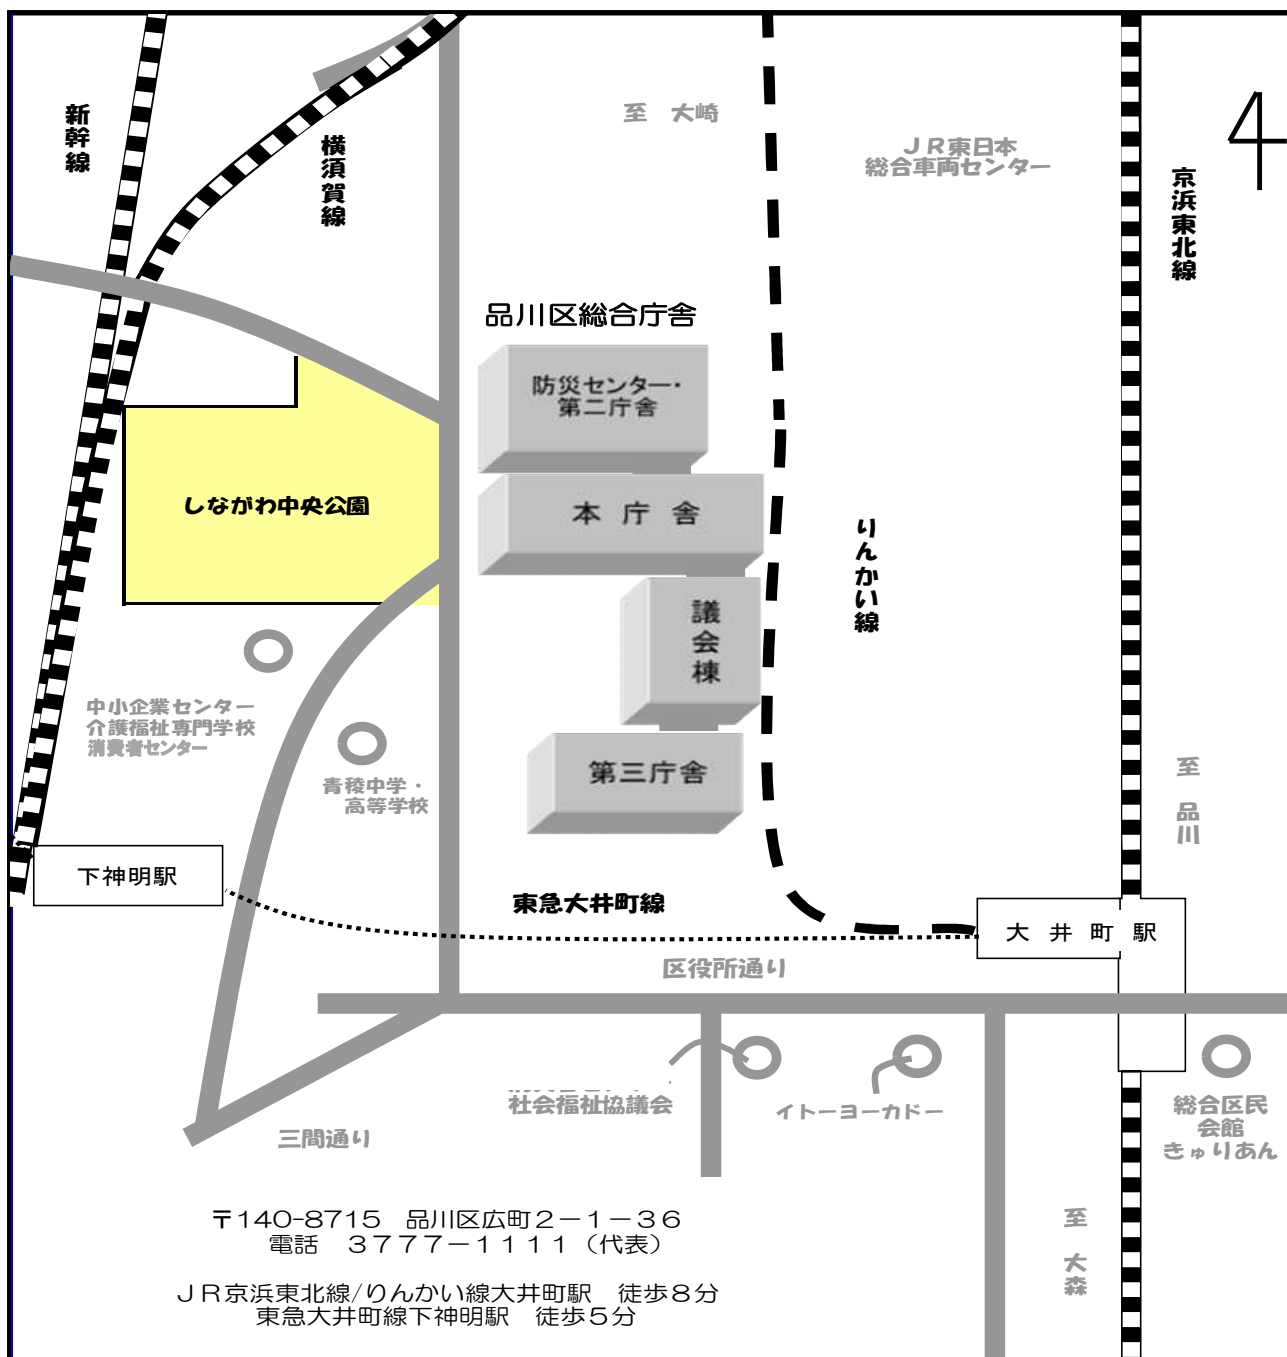 新幹線
横須賀線
至　大崎
ＪＲ東日本
総合車両センター
京浜東北線
品川区総合庁舎
防災センター・
第二庁舎
本 庁 舎
議会棟
第三庁舎
しながわ中央公園
りんかい線
中小企業センター
介護福祉専門学校
消費者センター
青稜中学・
高等学校
至 品川
下神明駅
東急大井町線
大 井 町 駅
区役所通り
社会福祉協議会
イトーヨーカドー
総合区民
会館
きゅりあん
三間通り
至 大森
〒140-8715　品川区広町２－１－３６
電話　３７７７－１１１１（代表）
ＪＲ京浜東北線/りんかい線大井町駅　徒歩８分
東急大井町線下神明駅　徒歩５分